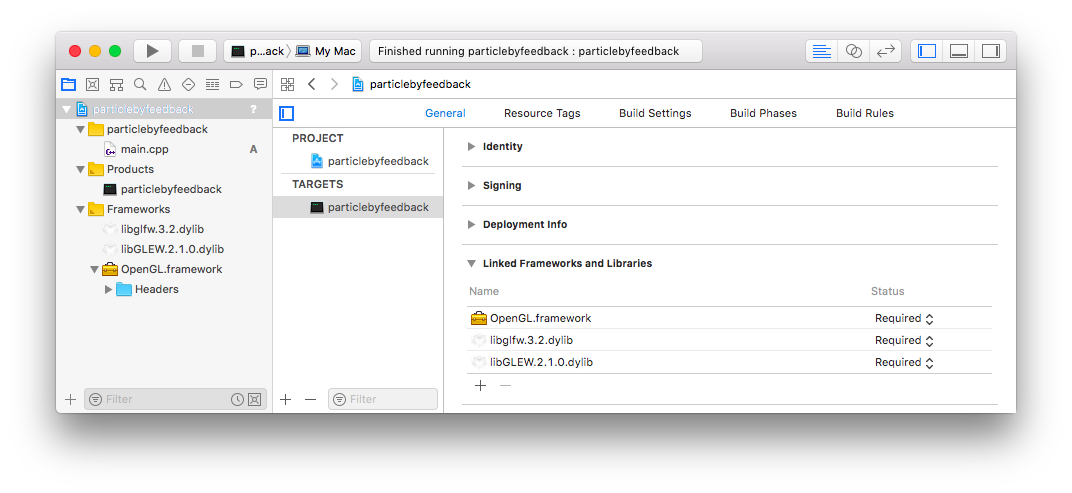 p...ack
My Mac
Finished running particlebyfeedback : particlebyfeedback
particlebyfeedback ?
particlebyfeedback
main.cpp A
Products
particlebyfeedback
Frameworks
libglfw.3.2.dylib
libGLEW.2.1.0.dylib
OpenGL.framework
Headers
Filter
particlebyfeedback
General Resource Tags Build Settings Build Phases Build Rules
PROJECT
particlebyfeedback
TARGETS
particlebyfeedback
Filter
Identity
Signing
Deployment Info
Linked Frameworks and Libraries
Name Status
OpenGL.framework Required
libglfw.3.2.dylib Required
libGLEW.2.1.0.dylib Required